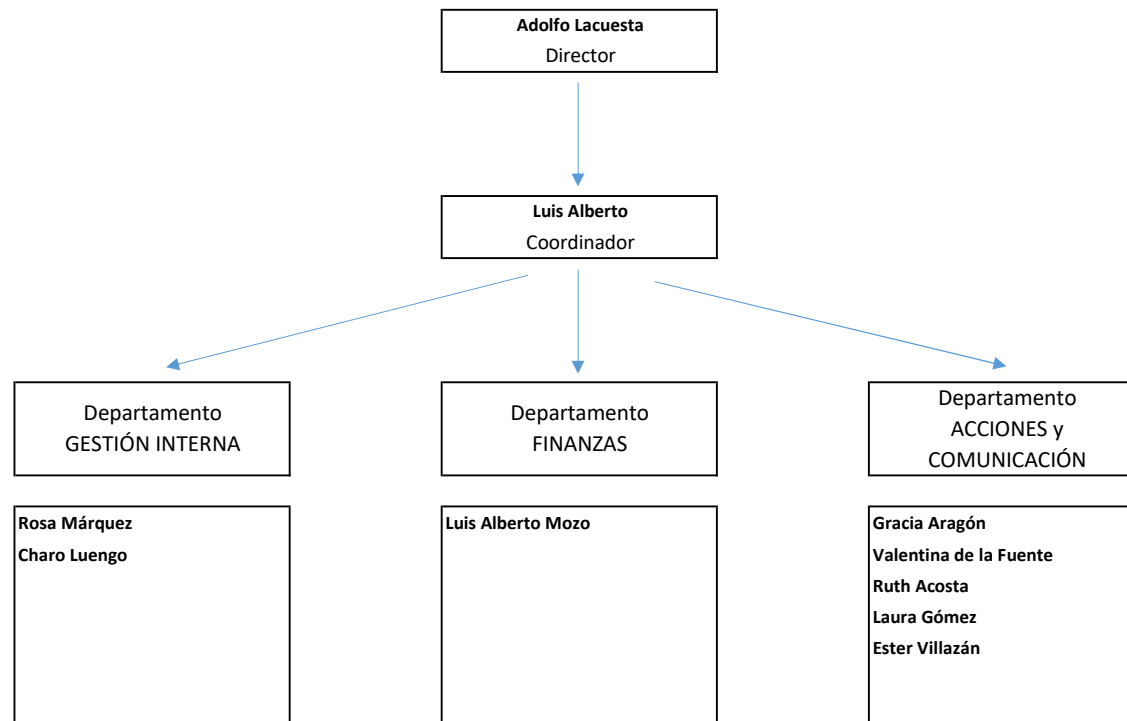 Adolfo Lacuesta
Director
Luis Alberto
Coordinador
Departamento
GESTIÓN INTERNA
Departamento
FINANZAS
Departamento
ACCIONES y
COMUNICACIÓN
Rosa Márquez
Charo Luengo
Luis Alberto Mozo
Gracia Aragón
Valentina de la Fuente
Ruth Acosta
Laura Gómez
Ester Villazán